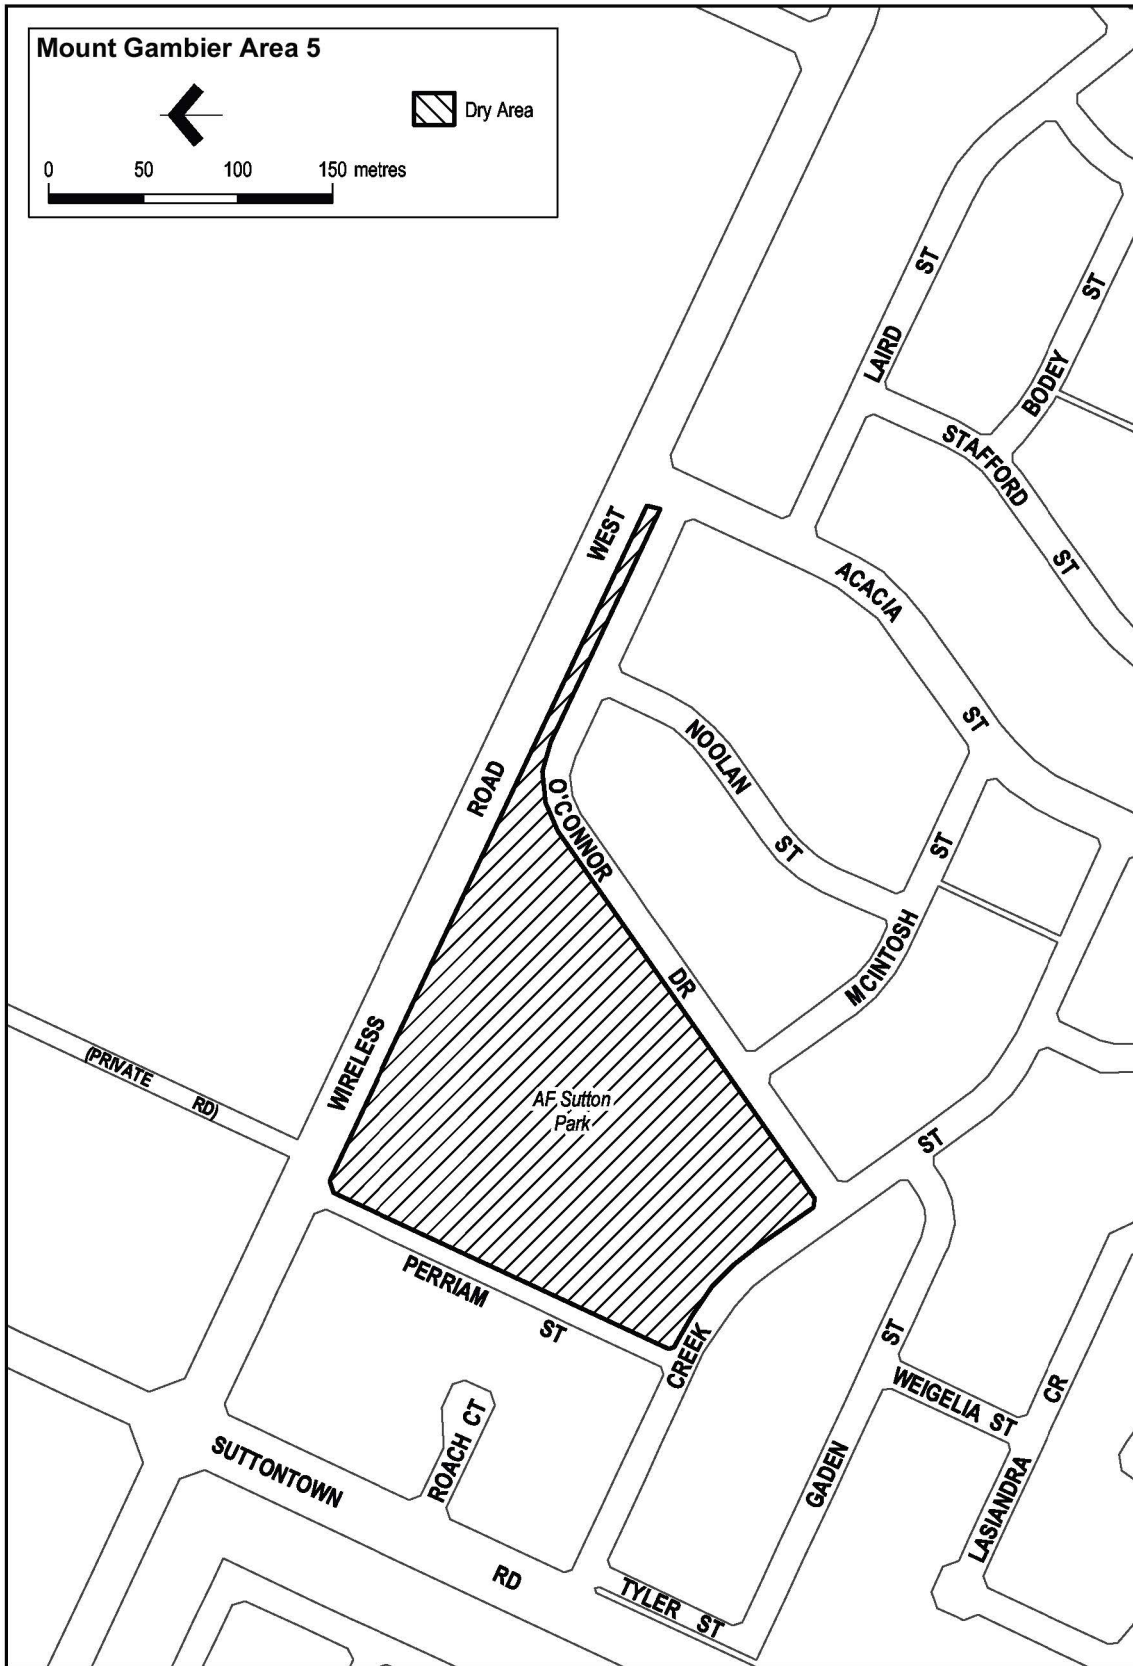 Mount Gambier Area 5
Dry Area
0 50 100 150 metres
LAIRD ST
BODEY ST
STAFFORD ST
ACACIA ST
WIRELESS ROAD WEST
NOOLAN ST
O'CONNOR DR
MCINTOSH ST
(PRIVATE RD)
AF Sutton
Park
PERRIAM ST
CREEK ST
GADEN ST
WEIGELIA ST
LASIANDRA CR
ROACH CT
SUTTONTOWN RD
TYLER ST